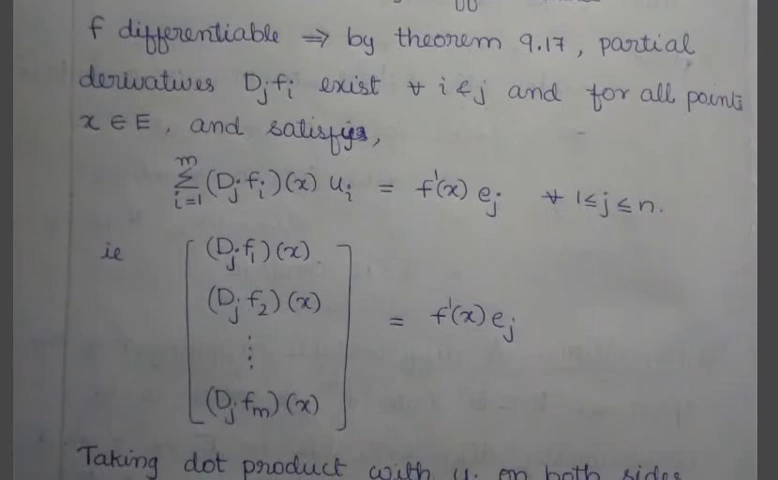 f differentiable ⇒ by theorem 9.17, partial
derivatives Dⱼfᵢ exist ∀ i & j and for all points
x ∈ E, and satisfies,
∑ᵢ₌₁ᵐ (Dⱼfᵢ)(x) uᵢ = f'(x) eⱼ ∀ 1≤j≤n.
ie [ (Dⱼf₁)(x)
(Dⱼf₂)(x)
⋮ = f'(x) eⱼ
(Dⱼfₘ)(x) ]
Taking dot product with uᵢ on both sides